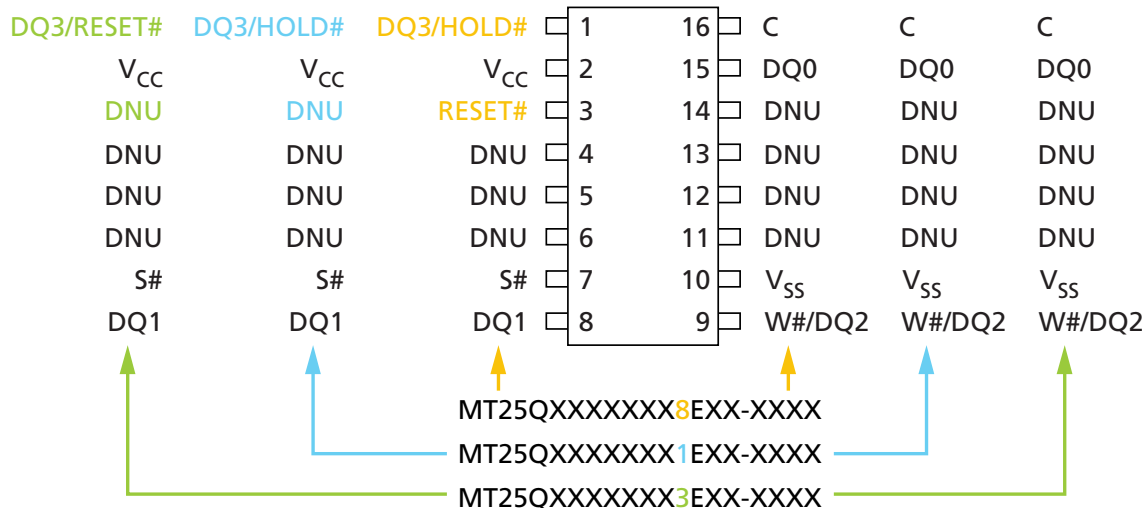 DQ3/RESET# DQ3/HOLD# DQ3/HOLD# 1 16 C C C
VCC VCC VCC 2 15 DQ0 DQ0 DQ0
DNU DNU RESET# 3 14 DNU DNU DNU
DNU DNU DNU 4 13 DNU DNU DNU
DNU DNU DNU 5 12 DNU DNU DNU
DNU DNU DNU 6 11 DNU DNU DNU
S# S# S# 7 10 VSS VSS VSS
DQ1 DQ1 DQ1 8 9 W#/DQ2 W#/DQ2 W#/DQ2
MT25QXXXXXXX8EXX-XXXX
MT25QXXXXXXX1EXX-XXXX
MT25QXXXXXXX3EXX-XXXX